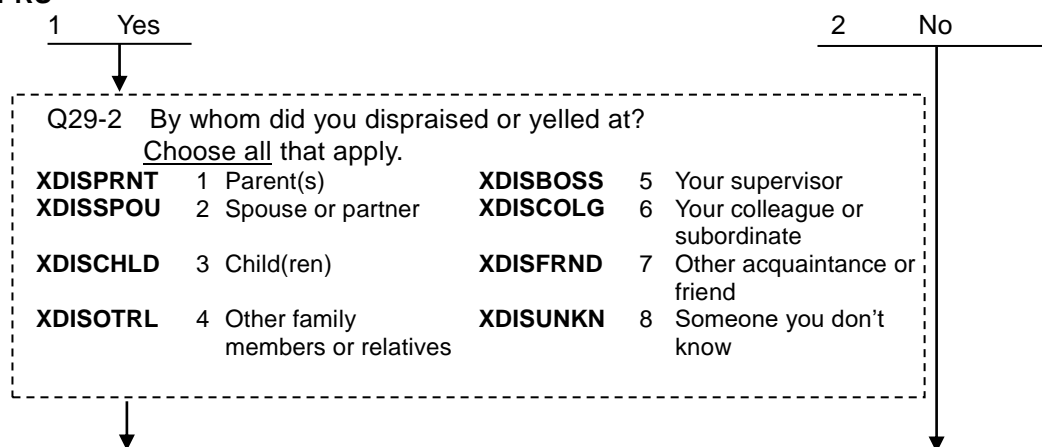 1 Yes 2 No
Q29-2 By whom did you dispraised or yelled at?
Choose all that apply.
XDISPRNT 1 Parent(s) XDISBOSS 5 Your supervisor
XDISSPOU 2 Spouse or partner XDISCOLG 6 Your colleague or
subordinate
XDISCHLD 3 Child(ren) XDISFRND 7 Other acquaintance or
friend
XDISOTRL 4 Other family XDISUNKN 8 Someone you don't
members or relatives know